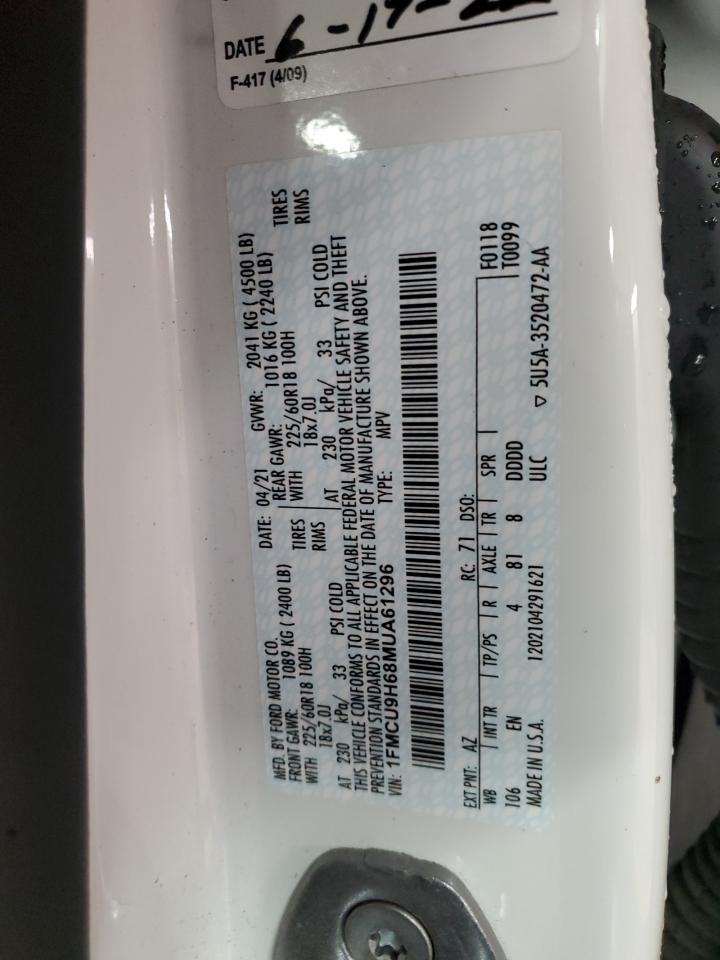 DATE 6-17-22
F-417 (4/09)
MFD. BY FORD MOTOR CO.
DATE: 04/21 GVWR: 2041 KG ( 4500 LB)
FRONT GAWR: 1089 KG ( 2400 LB) REAR GAWR: 1016 KG ( 2240 LB)
WITH 225/60R18 100H TIRES WITH 225/60R18 100H TIRES
18x7.0J RIMS 18x7.0J RIMS
AT 230 kPa/ 33 PSI COLD AT 230 kPa/ 33 PSI COLD
THIS VEHICLE CONFORMS TO ALL APPLICABLE FEDERAL MOTOR VEHICLE SAFETY AND THEFT
PREVENTION STANDARDS IN EFFECT ON THE DATE OF MANUFACTURE SHOWN ABOVE.
VIN: 1FMCU9H68MUA61296 TYPE: MPV
F0118
EXT PNT: AZ RC: 71 DSO: T0099
WB INT TR TP/PS R AXLE TR SPR
106 EN 4 81 8 DDDD
MADE IN U.S.A. 1202104291621 ULC ▽ 5U5A-3520472-AA